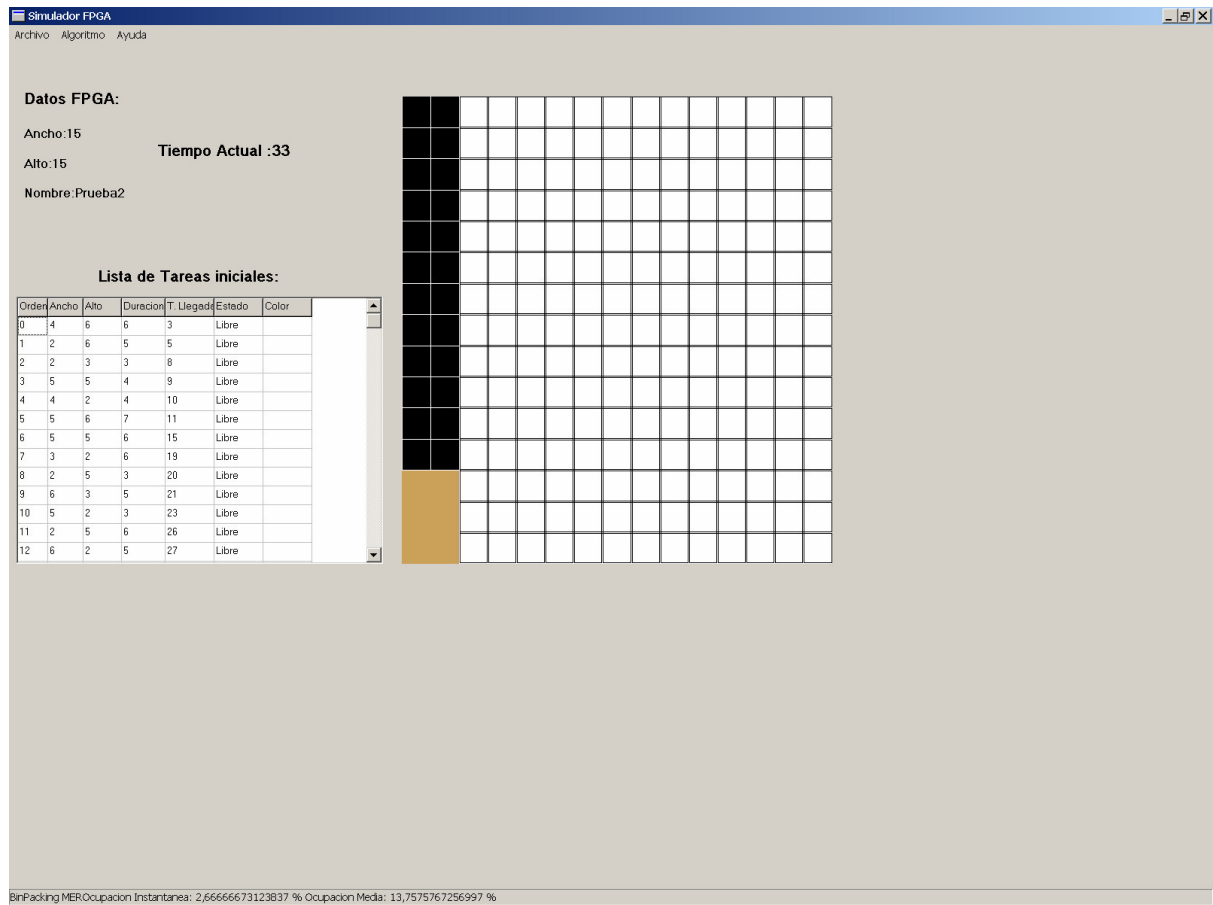 Simulador FPGA
Archivo Algoritmo Ayuda
Datos FPGA:
Ancho:15
Tiempo Actual :33
Alto:15
Nombre:Prueba2
Lista de Tareas iniciales:
Orden Ancho Alto Duracion T. Llegada Estado Color
0 4 6 6 3 Libre
1 2 6 5 5 Libre
2 2 3 3 8 Libre
3 5 5 4 9 Libre
4 4 2 4 10 Libre
5 5 6 7 11 Libre
6 5 5 6 15 Libre
7 3 2 6 19 Libre
8 2 5 3 20 Libre
9 6 3 5 21 Libre
10 5 2 3 23 Libre
11 2 5 6 26 Libre
12 6 2 5 27 Libre
BinPacking MEROcupacion Instantanea: 2,66666673123837 % Ocupacion Media: 13,7575767256997 %